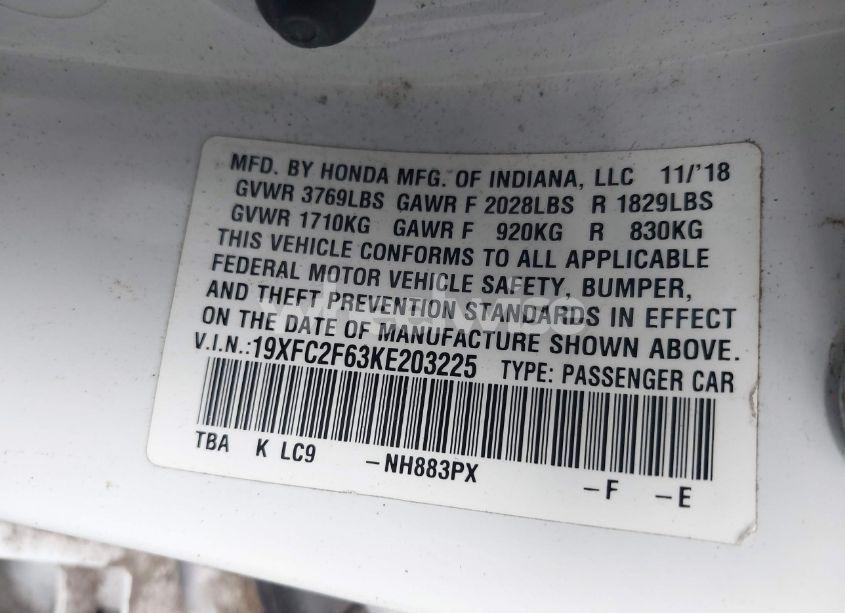 MFD. BY HONDA MFG. OF INDIANA, LLC 11/'18
GVWR 3769LBS GAWR F 2028LBS R 1829LBS
GVWR 1710KG GAWR F 920KG R 830KG
THIS VEHICLE CONFORMS TO ALL APPLICABLE
FEDERAL MOTOR VEHICLE SAFETY, BUMPER,
AND THEFT PREVENTION STANDARDS IN EFFECT
ON THE DATE OF MANUFACTURE SHOWN ABOVE.
V.I.N.:19XFC2F63KE203225 TYPE: PASSENGER CAR
TBA K LC9 -NH883PX -F -E